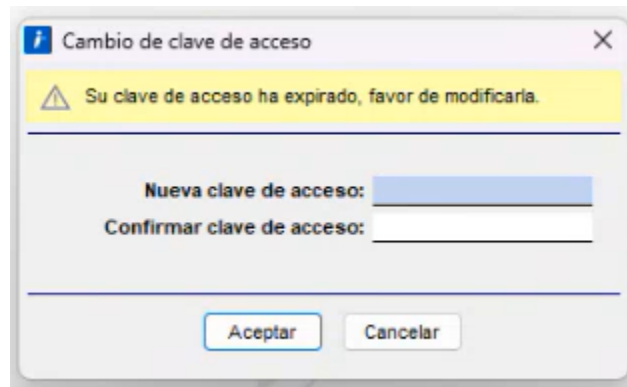 Cambio de clave de acceso
Su clave de acceso ha expirado, favor de modificarla.
Nueva clave de acceso:
Confirmar clave de acceso:
Aceptar
Cancelar